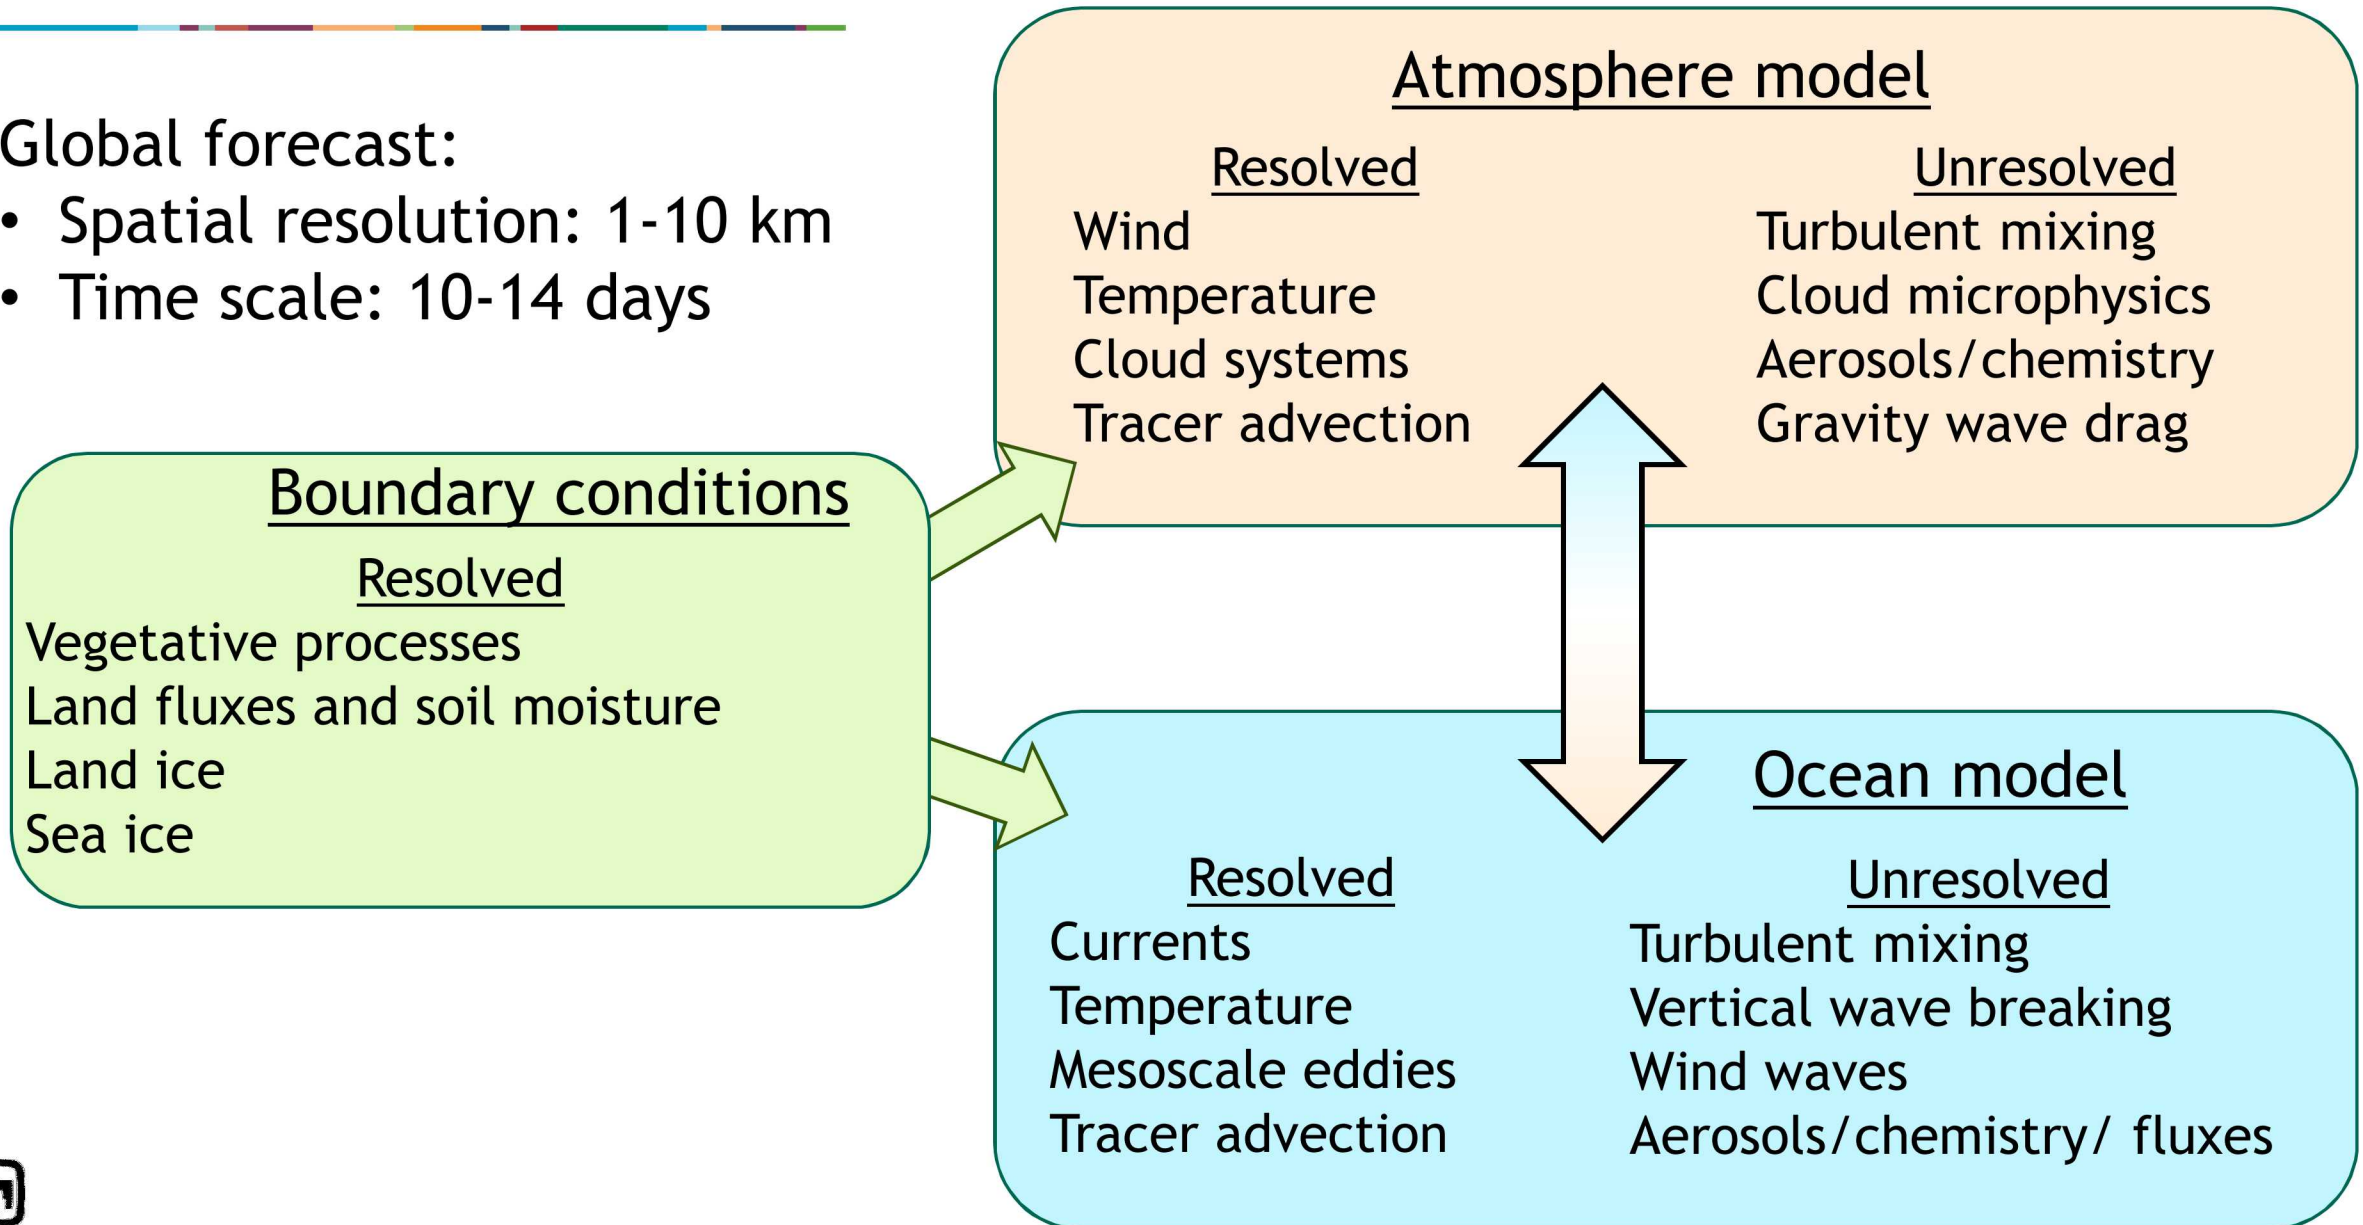 Global forecast:
• Spatial resolution: 1-10 km
• Time scale: 10-14 days
Boundary conditions
Resolved
Vegetative processes
Land fluxes and soil moisture
Land ice
Sea ice
Atmosphere model
Resolved
Wind
Temperature
Cloud systems
Tracer advection
Unresolved
Turbulent mixing
Cloud microphysics
Aerosols/chemistry
Gravity wave drag
Ocean model
Resolved
Currents
Temperature
Mesoscale eddies
Tracer advection
Unresolved
Turbulent mixing
Vertical wave breaking
Wind waves
Aerosols/chemistry/ fluxes